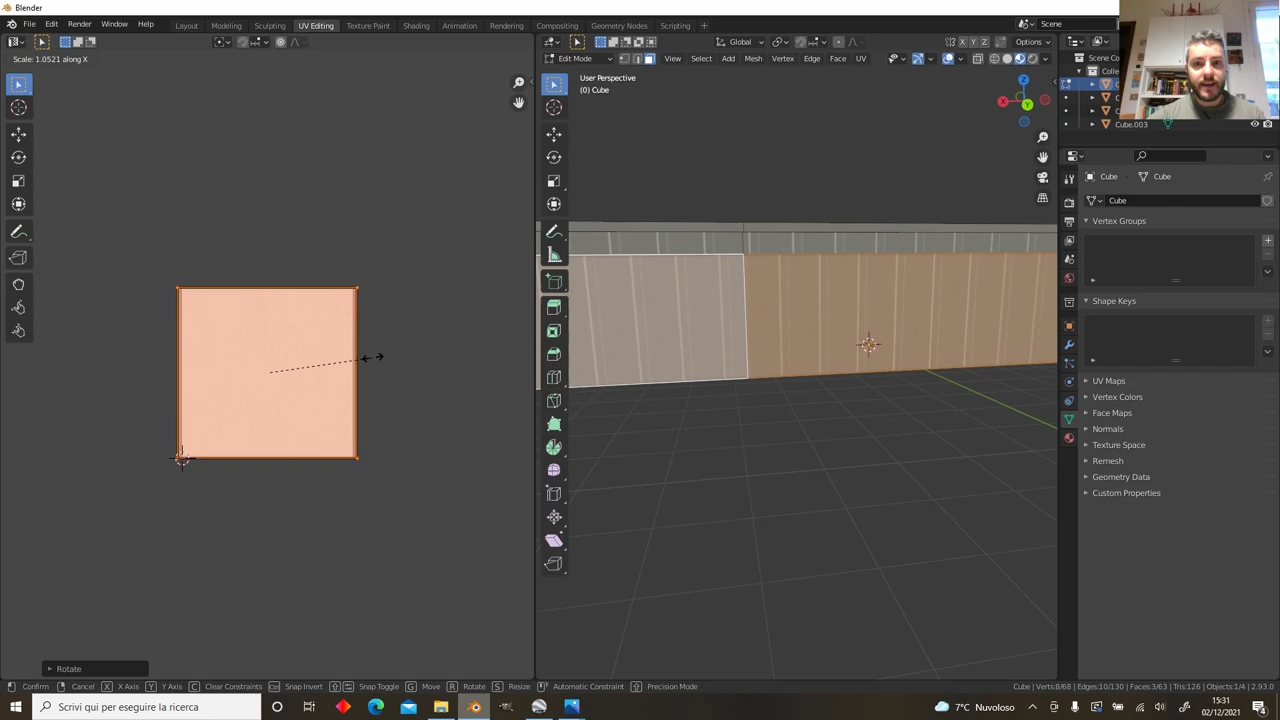 Blender
File Edit Render Window Help Layout Modeling Sculpting UV Editing Texture Paint Shading Animation Rendering Compositing Geometry Nodes Scripting + Scene
Global Options
Scale: 1.0521 along X
Edit Mode View Select Add Mesh Vertex Edge Face UV
User Perspective
(0) Cube
X Y Z
Scene Co
Collec
Cube.003
Cube Cube
Cube
Vertex Groups
Shape Keys
UV Maps
Vertex Colors
Face Maps
Normals
Texture Space
Remesh
Geometry Data
Custom Properties
Rotate
Confirm Cancel X X Axis Y Y Axis C Clear Constraints Ctrl Snap Invert Snap Toggle G Move R Rotate S Resize Automatic Constraint Precision Mode Cube | Verts:8/68 | Edges:10/130 | Faces:3/63 | Tris:126 | Objects:1/4 | 2.93.0
Scrivi qui per eseguire la ricerca
7°C Nuvoloso
15:31
02/12/2021